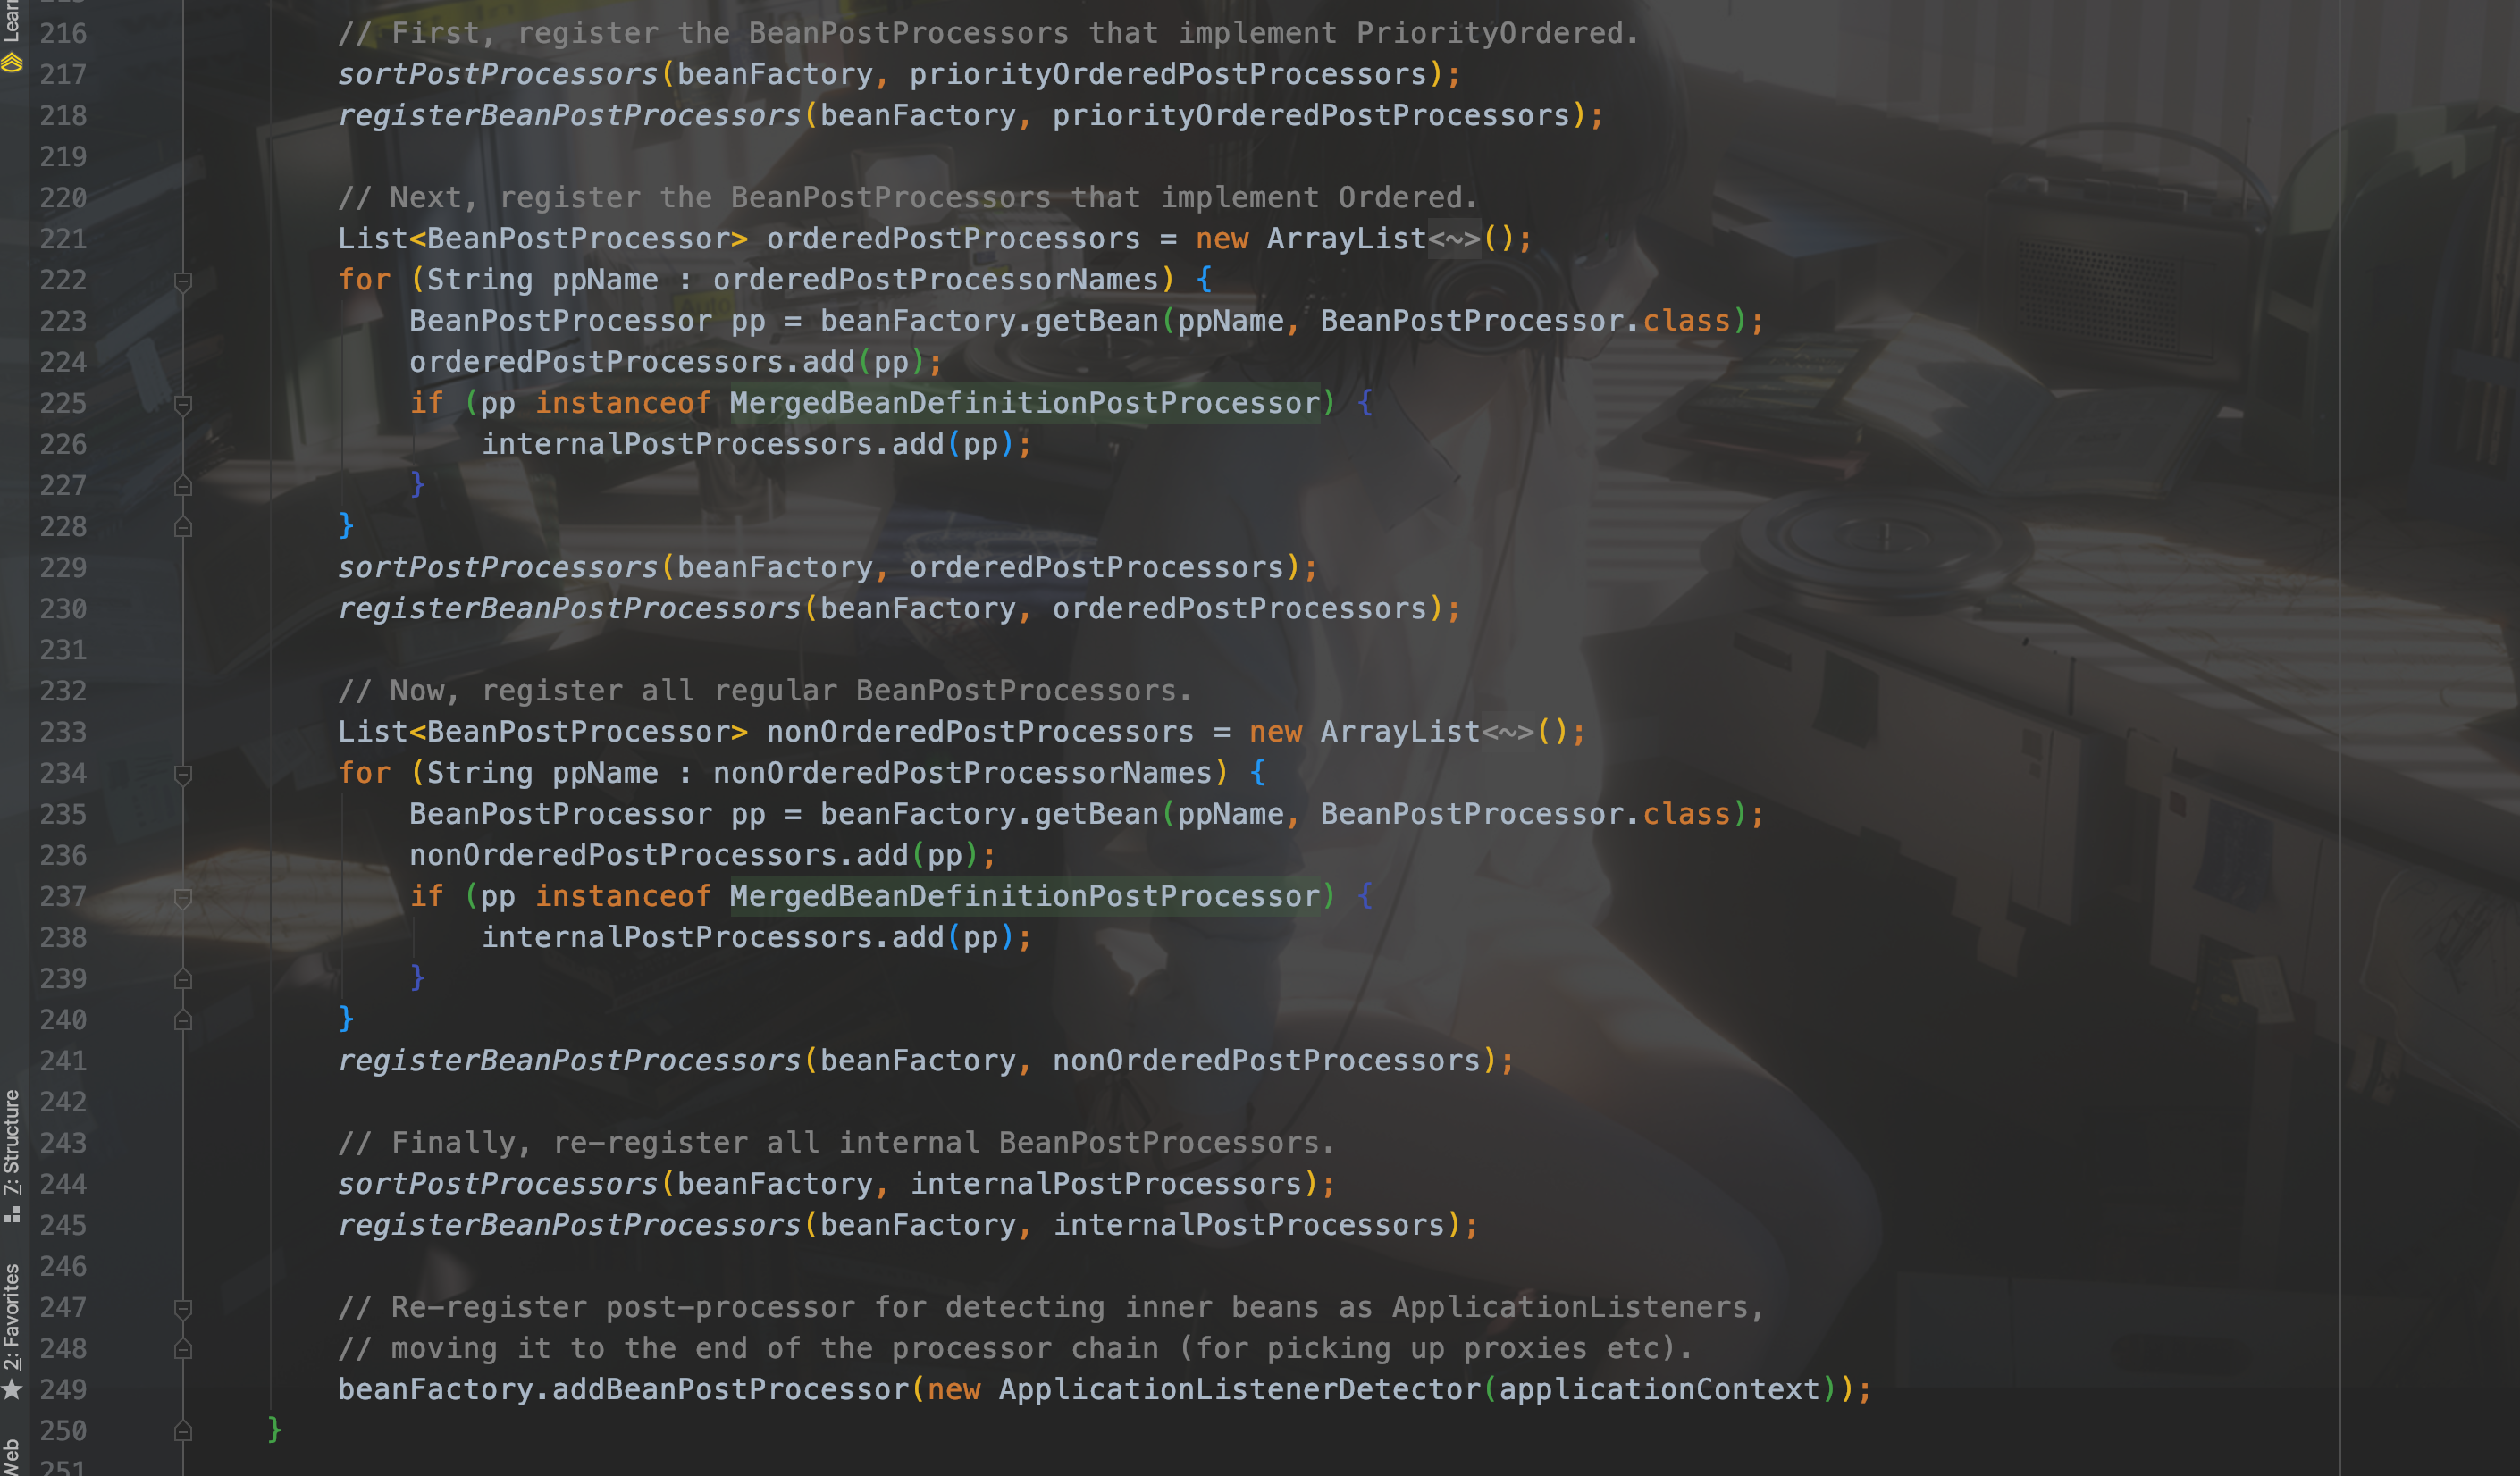 Learn
216 // First, register the BeanPostProcessors that implement PriorityOrdered.
217 sortPostProcessors(beanFactory, priorityOrderedPostProcessors);
218 registerBeanPostProcessors(beanFactory, priorityOrderedPostProcessors);
219
220 // Next, register the BeanPostProcessors that implement Ordered.
221 List<BeanPostProcessor> orderedPostProcessors = new ArrayList<~>();
222 for (String ppName : orderedPostProcessorNames) {
223 BeanPostProcessor pp = beanFactory.getBean(ppName, BeanPostProcessor.class);
224 orderedPostProcessors.add(pp);
225 if (pp instanceof MergedBeanDefinitionPostProcessor) {
226 internalPostProcessors.add(pp);
227 }
228 }
229 sortPostProcessors(beanFactory, orderedPostProcessors);
230 registerBeanPostProcessors(beanFactory, orderedPostProcessors);
231
232 // Now, register all regular BeanPostProcessors.
233 List<BeanPostProcessor> nonOrderedPostProcessors = new ArrayList<~>();
234 for (String ppName : nonOrderedPostProcessorNames) {
235 BeanPostProcessor pp = beanFactory.getBean(ppName, BeanPostProcessor.class);
236 nonOrderedPostProcessors.add(pp);
237 if (pp instanceof MergedBeanDefinitionPostProcessor) {
238 internalPostProcessors.add(pp);
239 }
240 }
241 registerBeanPostProcessors(beanFactory, nonOrderedPostProcessors);
242
243 // Finally, re-register all internal BeanPostProcessors.
244 sortPostProcessors(beanFactory, internalPostProcessors);
245 registerBeanPostProcessors(beanFactory, internalPostProcessors);
246
247 // Re-register post-processor for detecting inner beans as ApplicationListeners,
248 // moving it to the end of the processor chain (for picking up proxies etc).
249 beanFactory.addBeanPostProcessor(new ApplicationListenerDetector(applicationContext));
250 }
251
7: Structure
2: Favorites
Web